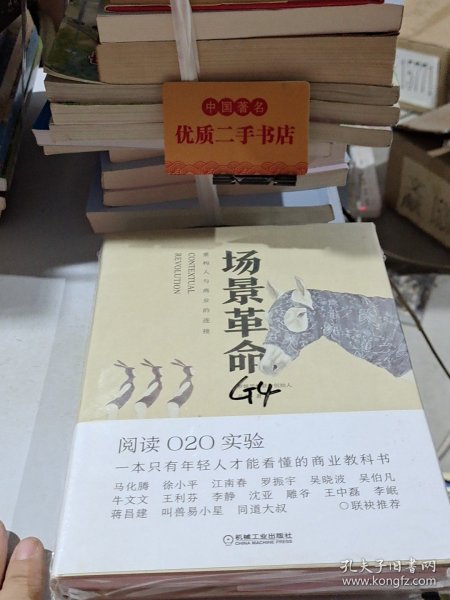 中国著名
优质二手书店
场景革命
重构人与商业的连接
CONTEXTUAL
REVOLUTION
G4
阅读 O2O 实验
一本只有年轻人才能看懂的商业教科书
马化腾 徐小平 江南春 罗振宇 吴晓波 吴伯凡
牛文文 王利芬 李静 沈亚 雕爷 王中磊 李岷
蒋昌建 叫兽易小星 同道大叔 〇联袂推荐
机械工业出版社
CHINA MACHINE PRESS
孔夫子旧书网
www.kongfz.com